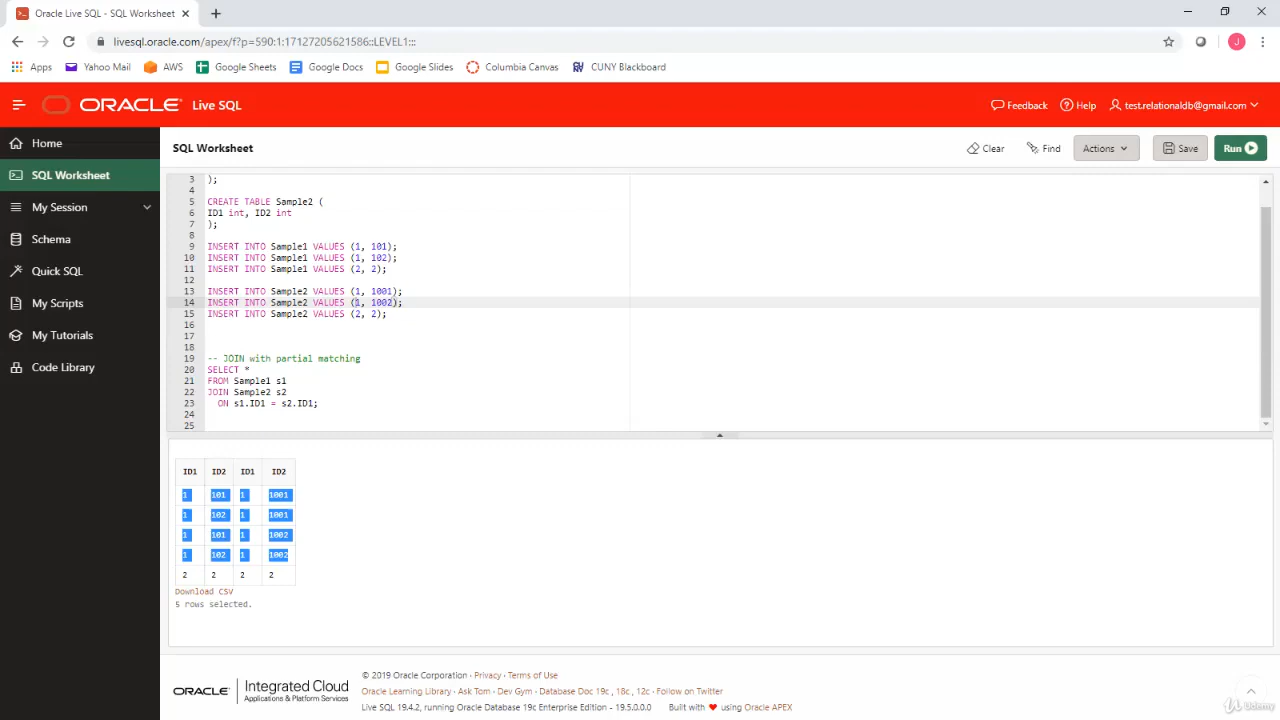 Oracle Live SQL - SQL Worksheet
livesql.oracle.com/apex/f?p=590:1:17127205621586::LEVEL1:::
J
Apps Yahoo Mail AWS Google Sheets Google Docs Google Slides Columbia Canvas CUNY Blackboard
ORACLE Live SQL Feedback Help test.relationaldb@gmail.com
Home
SQL Worksheet
My Session
Schema
Quick SQL
My Scripts
My Tutorials
Code Library
SQL Worksheet Clear Find Actions Save Run
3 );
4
5 CREATE TABLE Sample2 (
6 ID1 int, ID2 int
7 );
8
9 INSERT INTO Sample1 VALUES (1, 101);
10 INSERT INTO Sample1 VALUES (1, 102);
11 INSERT INTO Sample1 VALUES (2, 2);
12
13 INSERT INTO Sample2 VALUES (1, 1001);
14 INSERT INTO Sample2 VALUES (1, 1002);
15 INSERT INTO Sample2 VALUES (2, 2);
16
17
18
19 -- JOIN with partial matching
20 SELECT *
21 FROM Sample1 s1
22 JOIN Sample2 s2
23 ON s1.ID1 = s2.ID1;
24
25
ID1 ID2 ID1 ID2
1 101 1 1001
1 102 1 1001
1 101 1 1002
1 102 1 1002
2 2 2 2
Download CSV
5 rows selected.
ORACLE Integrated Cloud
Applications & Platform Services
© 2019 Oracle Corporation · Privacy · Terms of Use
Oracle Learning Library · Ask Tom · Dev Gym · Database Doc 19c , 18c , 12c · Follow on Twitter
Live SQL 19.4.2, running Oracle Database 19c Enterprise Edition - 19.5.0.0.0 Built with ❤ using Oracle APEX
Udemy